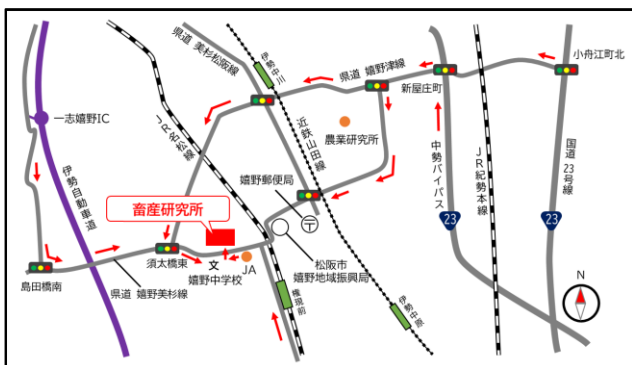 県道 美杉松阪線
伊勢中川
県道 嬉野津線
小舟江町北
新屋庄町
一志嬉野IC
JR名松線
近鉄山田線
農業研究所
中勢バイパス
JR紀勢本線
国道 23号線
伊勢自動車道
嬉野郵便局
〒
畜産研究所
23
23
須太橋東
文
嬉野中学校
JA
松阪市
嬉野地域振興局
島田橋南
県道 嬉野美杉線
権現前
伊勢中原
N